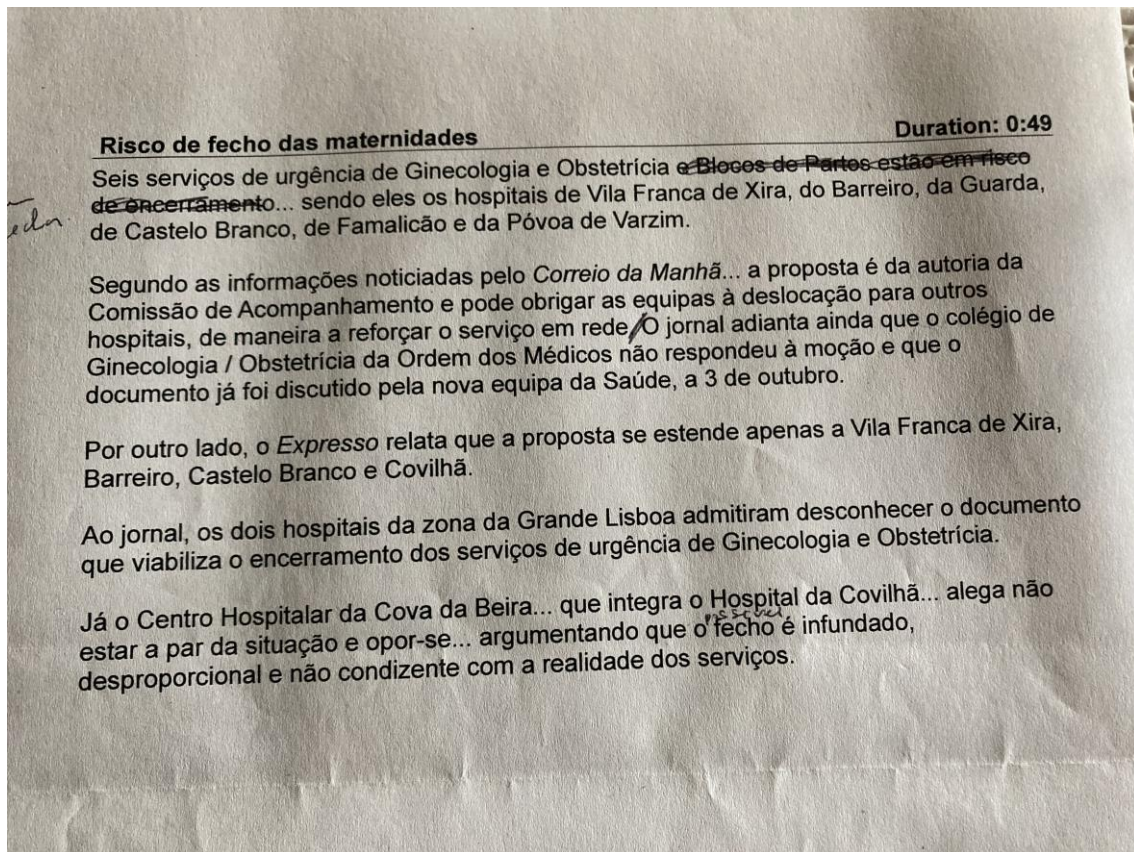 Risco de fecho das maternidades Duration: 0:49
Seis serviços de urgência de Ginecologia e Obstetrícia e Blocos de Partos estão em risco
de encerramento... sendo eles os hospitais de Vila Franca de Xira, do Barreiro, da Guarda,
de Castelo Branco, de Famalicão e da Póvoa de Varzim.
Segundo as informações noticiadas pelo Correio da Manhã... a proposta é da autoria da
Comissão de Acompanhamento e pode obrigar as equipas à deslocação para outros
hospitais, de maneira a reforçar o serviço em rede/O jornal adianta ainda que o colégio de
Ginecologia / Obstetrícia da Ordem dos Médicos não respondeu à moção e que o
documento já foi discutido pela nova equipa da Saúde, a 3 de outubro.
Por outro lado, o Expresso relata que a proposta se estende apenas a Vila Franca de Xira,
Barreiro, Castelo Branco e Covilhã.
Ao jornal, os dois hospitais da zona da Grande Lisboa admitiram desconhecer o documento
que viabiliza o encerramento dos serviços de urgência de Ginecologia e Obstetrícia.
Já o Centro Hospitalar da Cova da Beira... que integra o Hospital da Covilhã... alega não
estar a par da situação e opor-se... argumentando que o fecho é infundado,
desproporcional e não condizente com a realidade dos serviços.